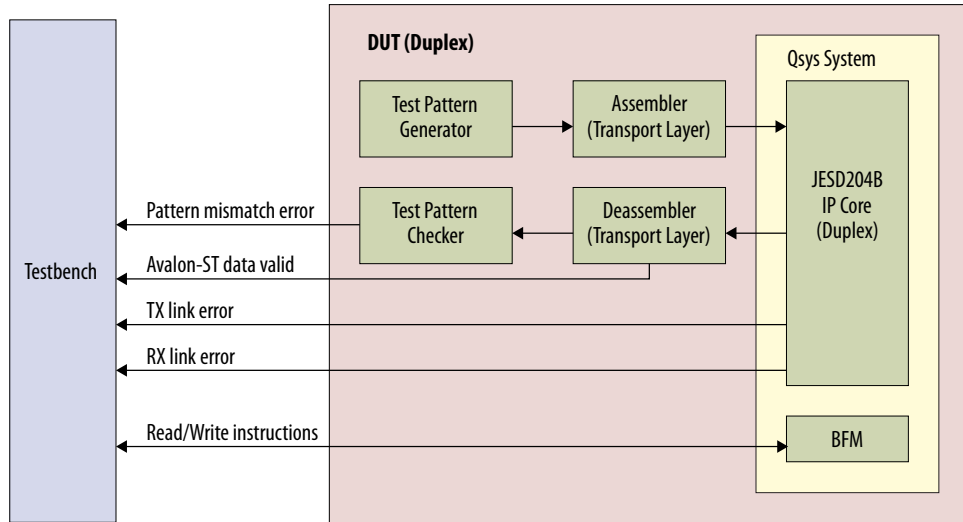 DUT (Duplex)
Qsys System
Test Pattern
Generator
Assembler
(Transport Layer)
JESD204B
IP Core
(Duplex)
Pattern mismatch error
Test Pattern
Checker
Deassembler
(Transport Layer)
Testbench
Avalon-ST data valid
TX link error
RX link error
Read/Write instructions
BFM